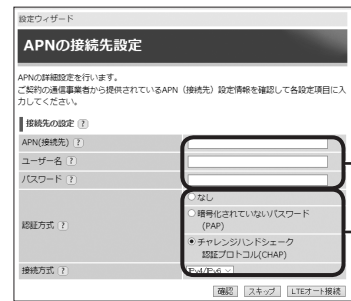 設定ウィザード
APNの接続先設定
APNの詳細設定を行います。
ご契約の通信事業者から提供されているAPN（接続先）設定情報を確認して各設定項目に入
力してください。
接続先の設定 ?
APN(接続先) ?
ユーザー名 ?
パスワード ?
認証方式 ?
なし
暗号化されていないパスワード
(PAP)
チャレンジハンドシェーク
認証プロトコル(CHAP)
接続方式 ?
IPv4/IPv6
確認 スキップ LTEオート接続